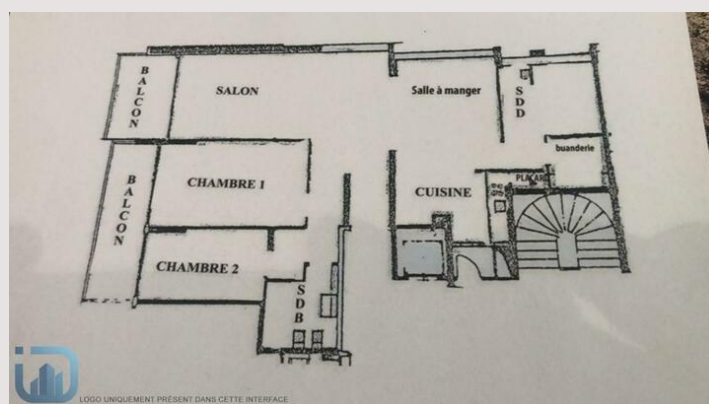 BALCON
SALON
Salle à manger
SDD
buanderie
PLACARD
CUISINE
BALCON
CHAMBRE 1
CHAMBRE 2
SDB
LOGO UNIQUEMENT PRÉSENT DANS CETTE INTERFACE